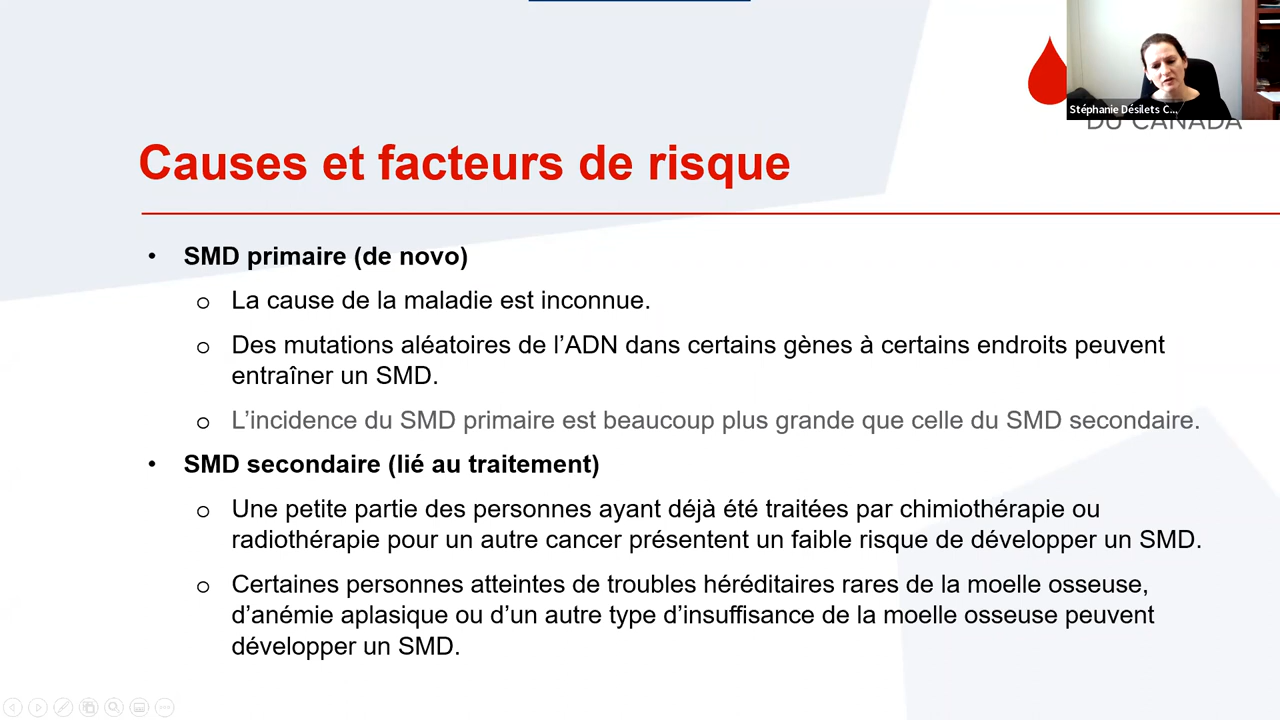 Stéphanie Désilets C...
DU CANADA
Causes et facteurs de risque
• SMD primaire (de novo)
o La cause de la maladie est inconnue.
o Des mutations aléatoires de l’ADN dans certains gènes à certains endroits peuvent
entraîner un SMD.
o L’incidence du SMD primaire est beaucoup plus grande que celle du SMD secondaire.
• SMD secondaire (lié au traitement)
o Une petite partie des personnes ayant déjà été traitées par chimiothérapie ou
radiothérapie pour un autre cancer présentent un faible risque de développer un SMD.
o Certaines personnes atteintes de troubles héréditaires rares de la moelle osseuse,
d’anémie aplasique ou d’un autre type d’insuffisance de la moelle osseuse peuvent
développer un SMD.